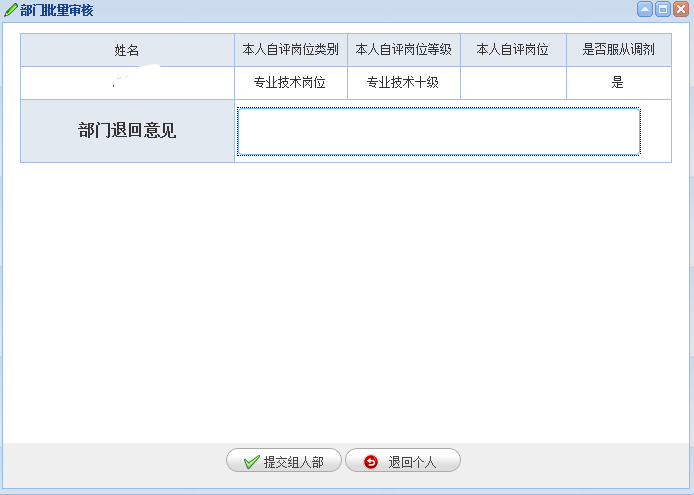 部门批量审核
姓名 本人自评岗位类别 本人自评岗位等级 本人自评岗位 是否服从调剂
专业技术岗位 专业技术十级 是
部门退回意见
提交组人部 退回个人